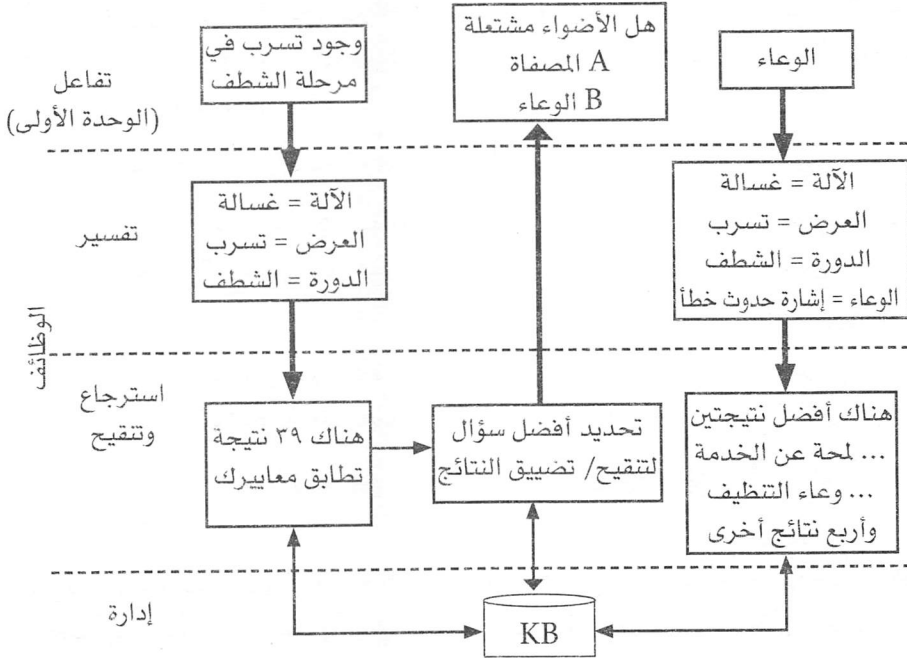 وجود تسرب في
مرحلة الشطف
هل الأضواء مشتعلة
A المصفاة
B الوعاء
الوعاء
تفاعل
(الوحدة الأولى)
الآلة = غسالة
العرض = تسرب
الدورة = الشطف
الآلة = غسالة
العرض = تسرب
الدورة = الشطف
الوعاء = إشارة حدوث خطأ
تفسير
الوظائف
استرجاع
وتنقيح
هناك ٣٩ نتيجة
تطابق معاييرك
تحديد أفضل سؤال
لتنقيح/ تضييق النتائج
هناك أفضل نتيجتين
... لمحة عن الخدمة
... وعاء التنظيف
وأربع نتائج أخرى
إدارة
KB